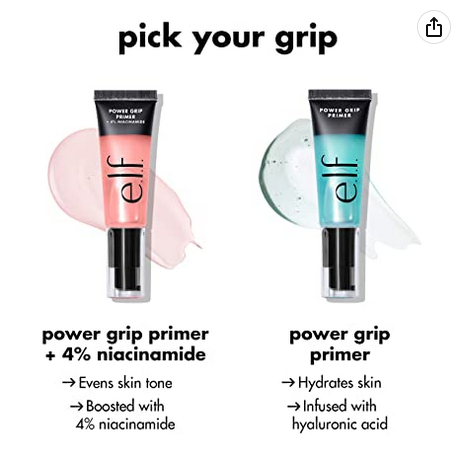 pick your grip
POWER GRIP
PRIMER
+ 4% NIACINAMIDE
e.l.f.
POWER GRIP
PRIMER
e.l.f.
power grip primer
+ 4% niacinamide
→ Evens skin tone
→ Boosted with
4% niacinamide
power grip
primer
→ Hydrates skin
→ Infused with
hyaluronic acid